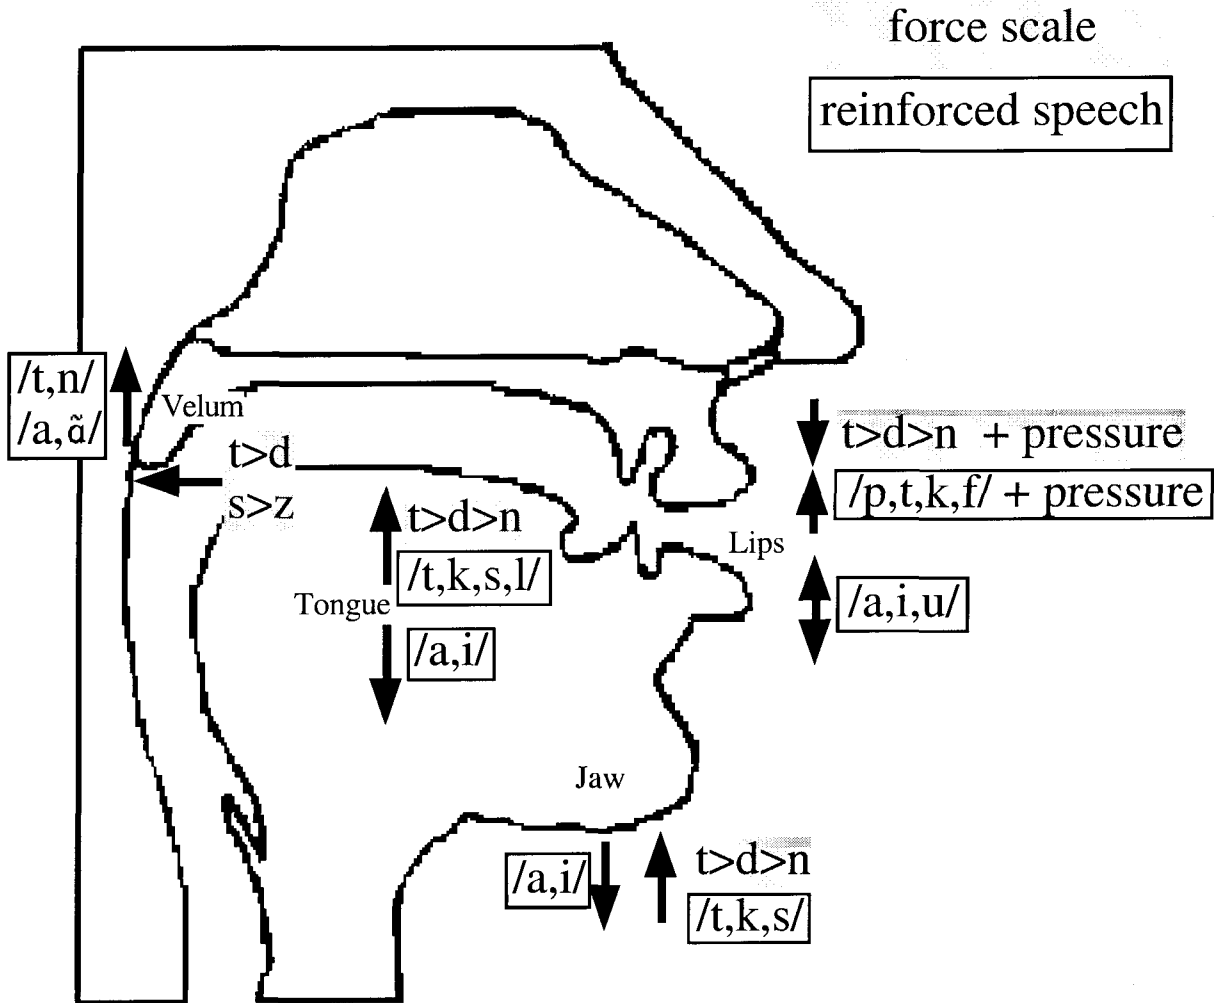 force scale
reinforced speech
/t,n/
/a,ɑ̃/
Velum
t>d
s>z
t>d>n + pressure
/p,t,k,f/ + pressure
t>d>n
/t,k,s,l/
Lips
Tongue
/a,i,u/
/a,i/
Jaw
/a,i/
t>d>n
/t,k,s/